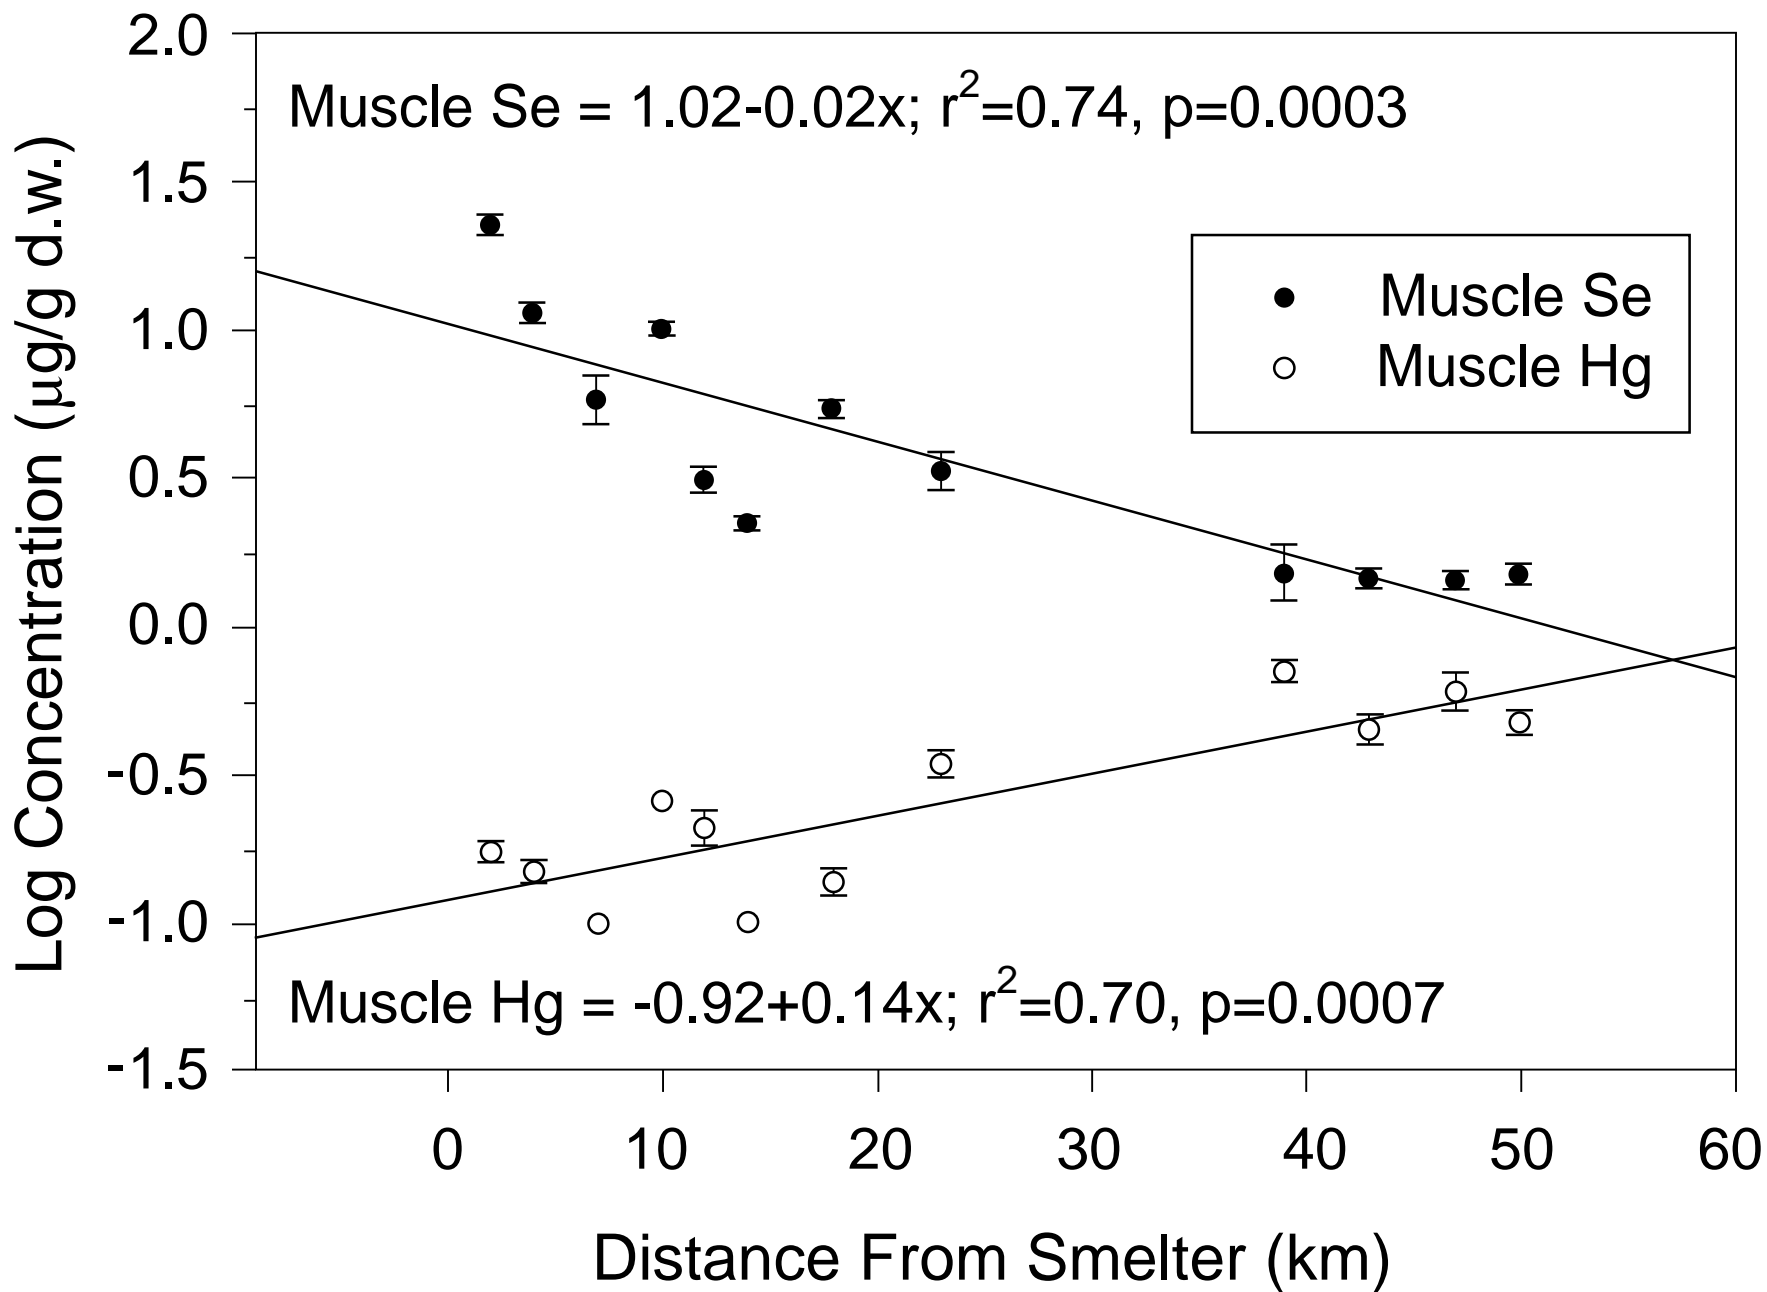 2.0
Muscle Se = 1.02-0.02x; r²=0.74, p=0.0003
1.5
1.0
0.5
0.0
-0.5
-1.0
-1.5
Log Concentration (µg/g d.w.)
Muscle Se
Muscle Hg
Muscle Hg = -0.92+0.14x; r²=0.70, p=0.0007
0 10 20 30 40 50 60
Distance From Smelter (km)